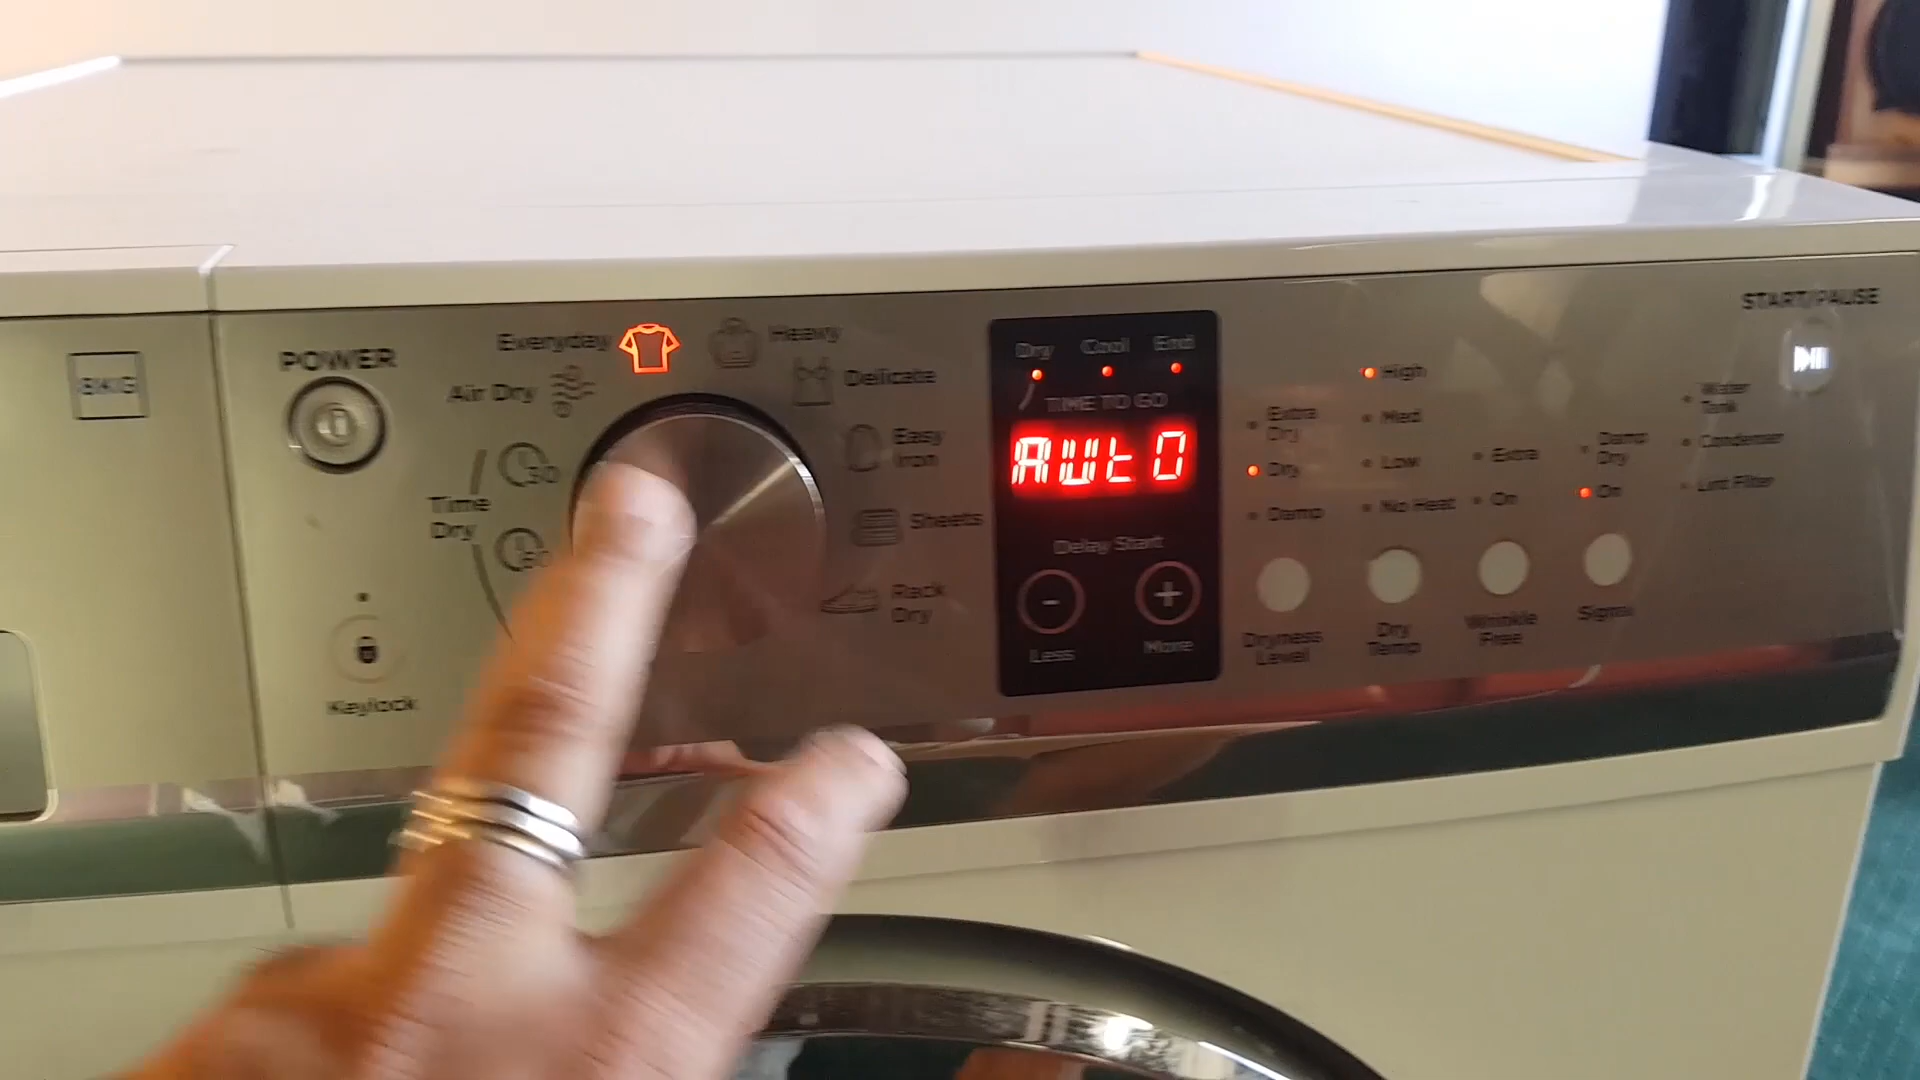 8KG
POWER
Keylock
Everyday
Air Dry
Time
Dry
30
60
Heavy
Delicate
Easy
Iron
Sheets
Rack
Dry
Dry Cool End
TIME TO GO
AUtO
Delay Start
-
+
Less
More
Extra
Dry
Dry
Damp
Dryness
Level
High
Med
Low
No Heat
Dry
Temp
Extra
On
Wrinkle
Free
Damp
Dry
On
Signal
Water
Tank
Condenser
Lint Filter
START/PAUSE